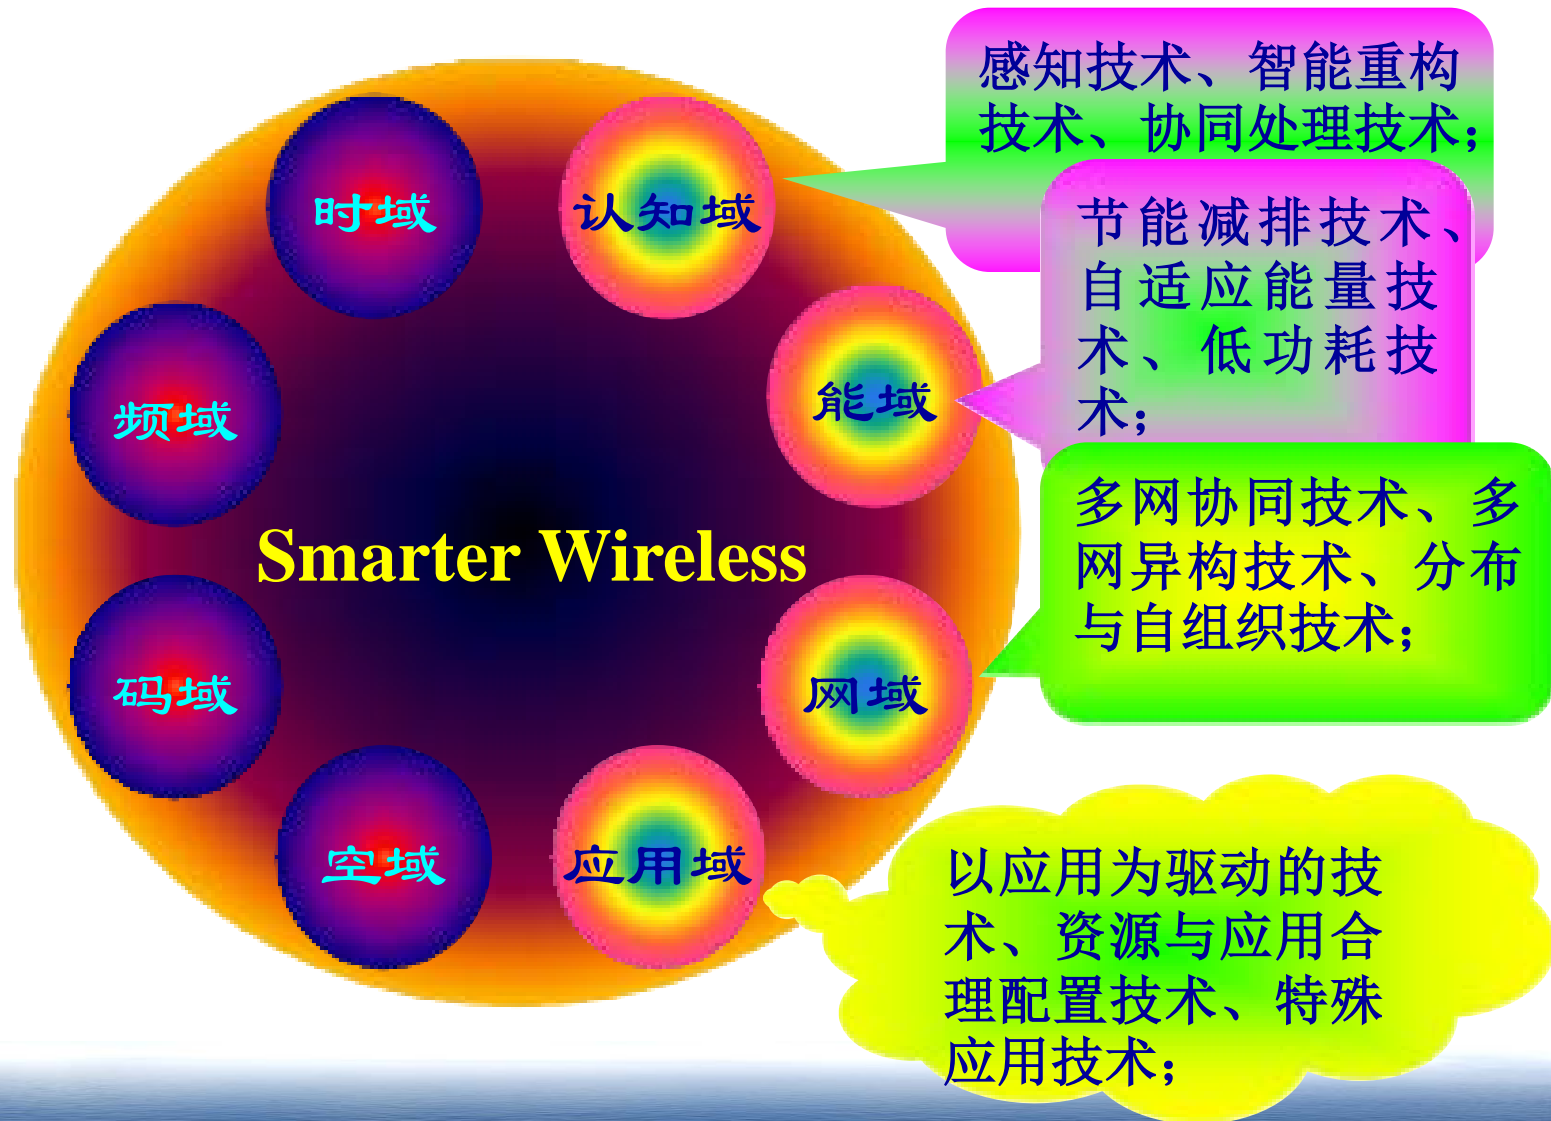 感知技术、智能重构
技术、协同处理技术；
时域
认知域
节能减排技术、
自适应能量技
术、低功耗技
术；
频域
能域
多网协同技术、多
网异构技术、分布
与自组织技术；
Smarter Wireless
码域
网域
空域
应用域
以应用为驱动的技
术、资源与应用合
理配置技术、特殊
应用技术；